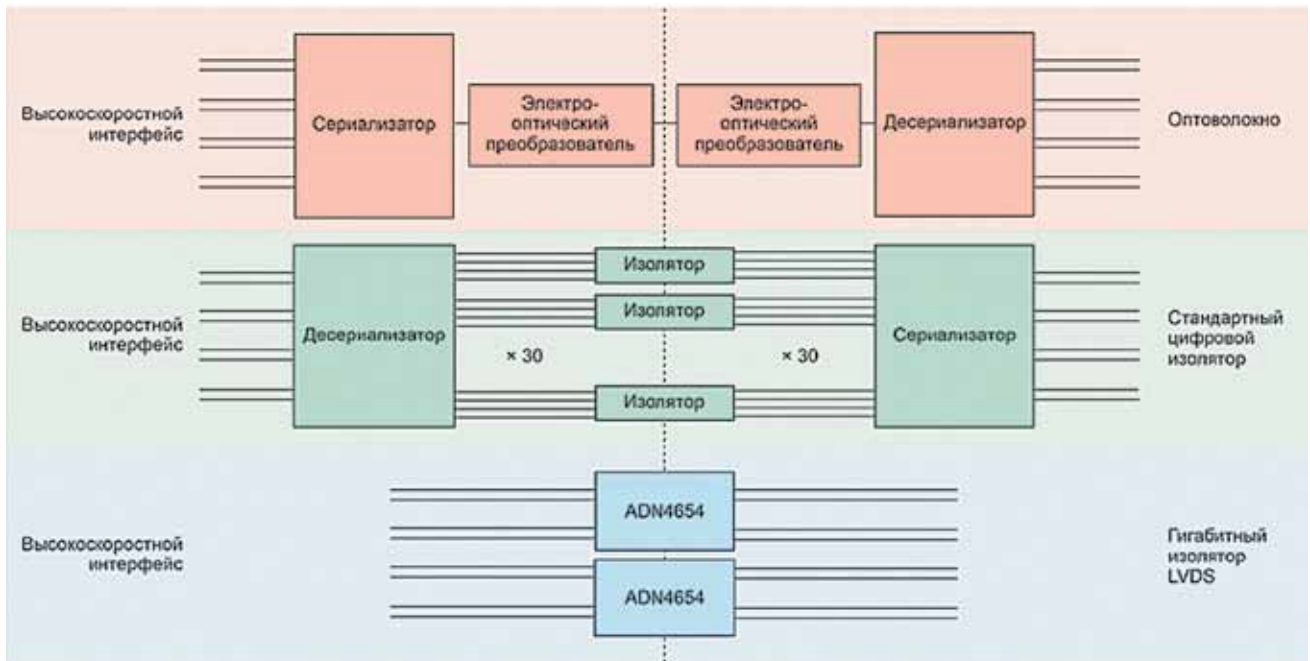 Высокоскоростной
интерфейс
Сериализатор
Электро-
оптический
преобразователь
Электро-
оптический
преобразователь
Десериализатор
Оптоволокно
Высокоскоростной
интерфейс
Десериализатор
Изолятор
Изолятор
× 30
× 30
Изолятор
Сериализатор
Стандартный
цифровой
изолятор
Высокоскоростной
интерфейс
ADN4654
ADN4654
Гигабитный
изолятор
LVDS